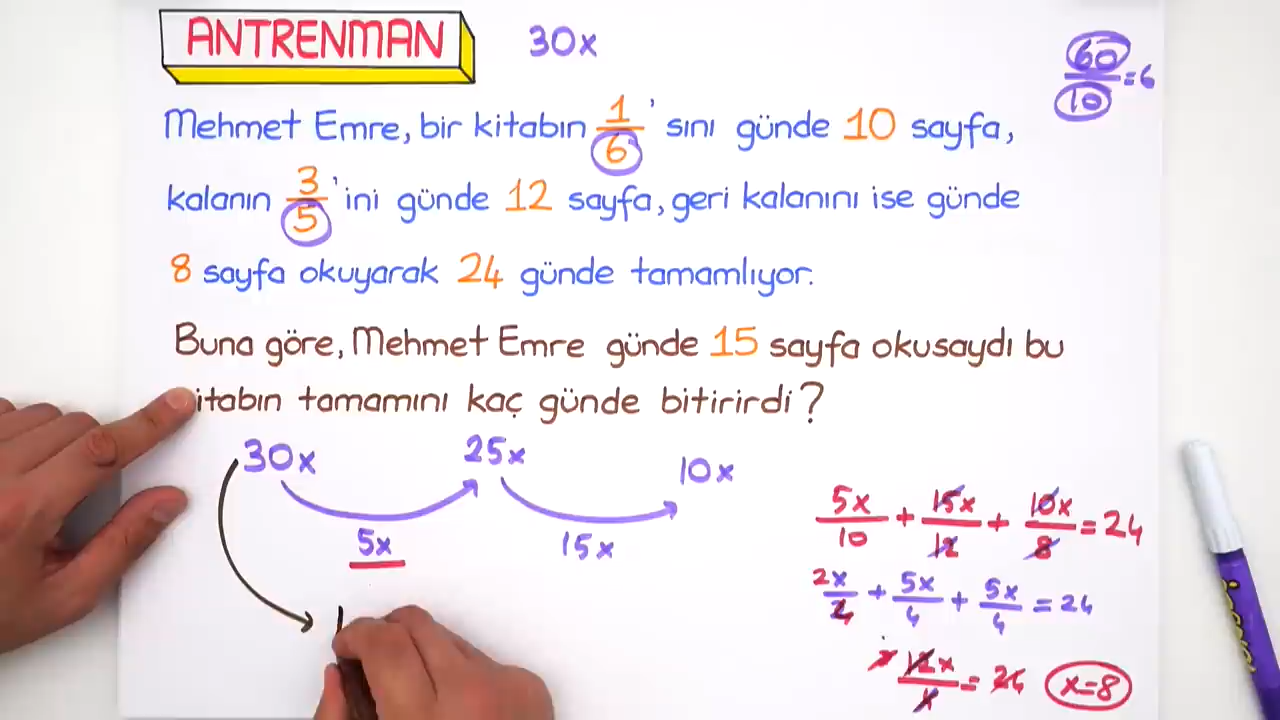 ANTRENMAN 30x
60/10 = 6
Mehmet Emre, bir kitabın 1/6'sını günde 10 sayfa,
kalanın 3/5'ini günde 12 sayfa, geri kalanını ise günde
8 sayfa okuyarak 24 günde tamamlıyor.
Buna göre, Mehmet Emre günde 15 sayfa okusaydı bu
itabın tamamını kaç günde bitirirdi?
30x 25x 10x
5x 15x
5x/10 + 15x/12 + 10x/8 = 24
2x/4 + 5x/4 + 5x/4 = 24
12x/4 = 24 x=8